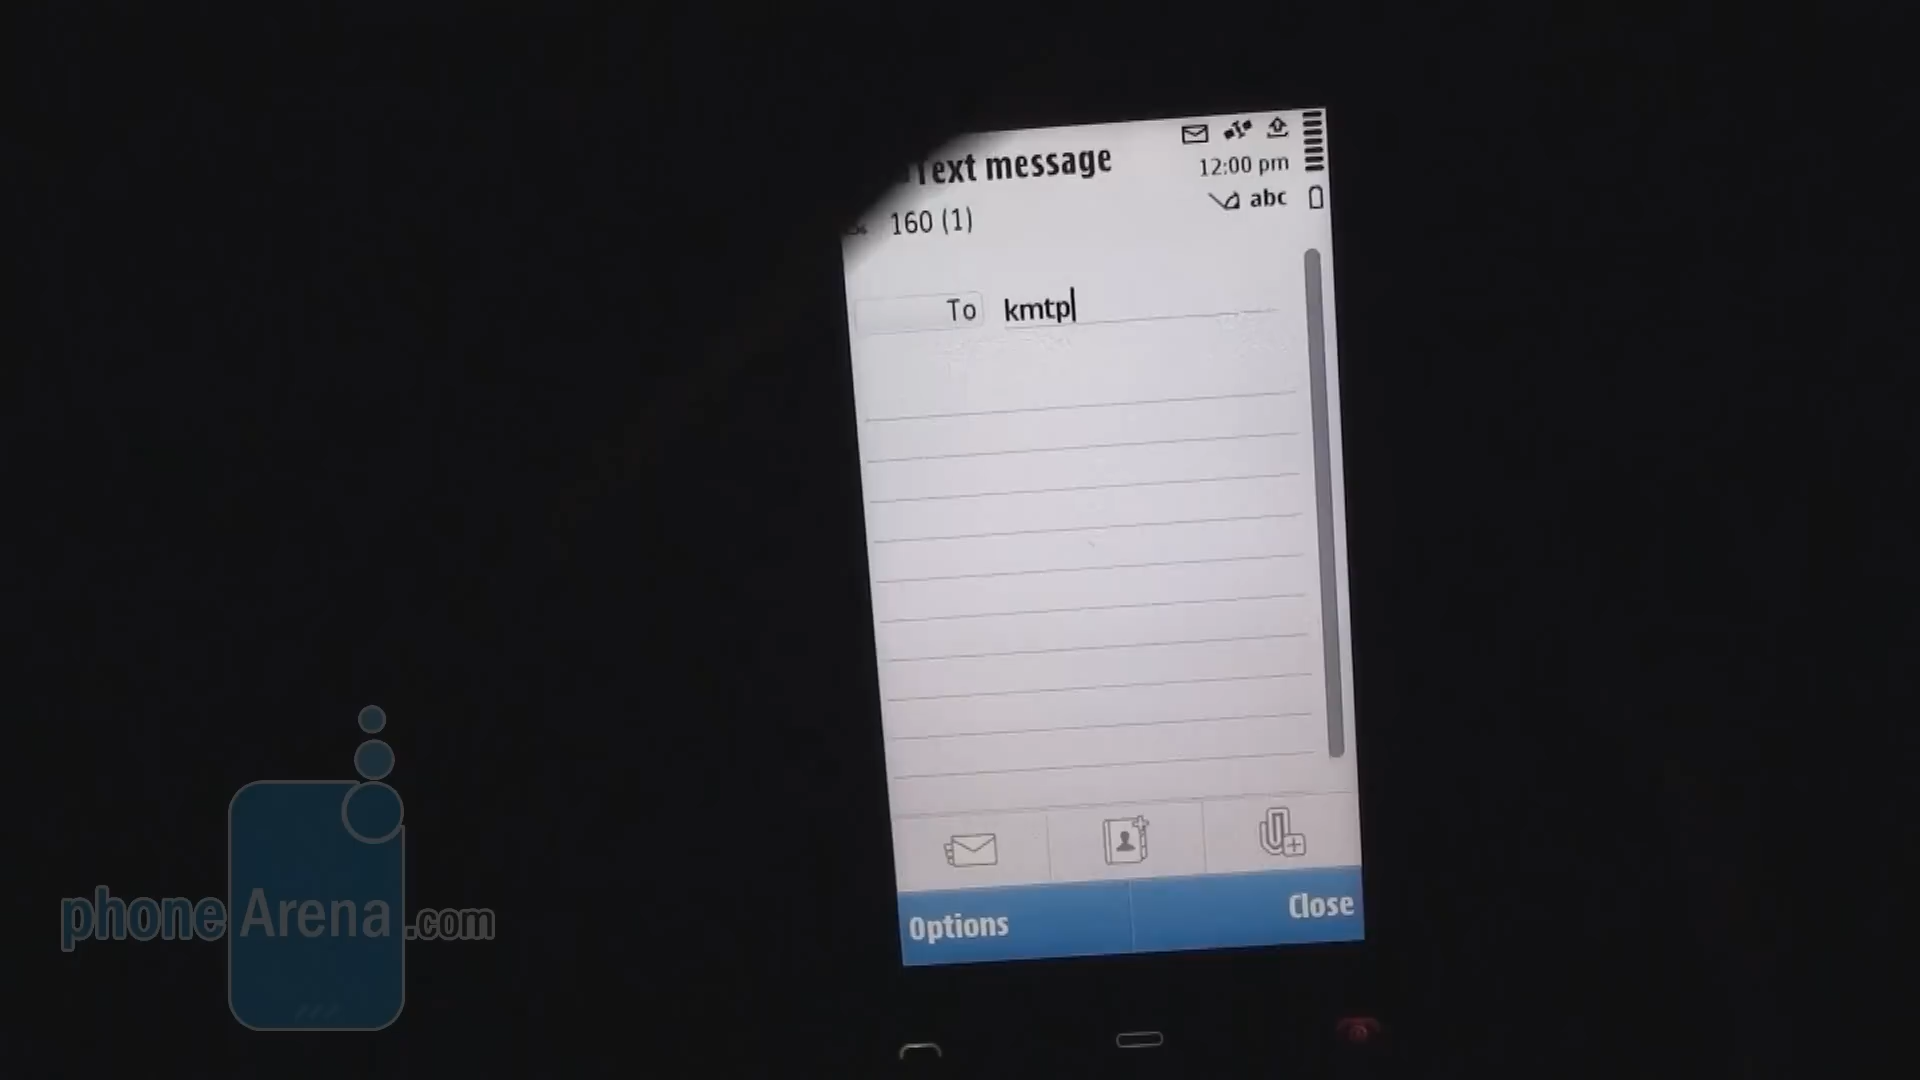 Text message
12:00 pm
160 (1)
abc
To
kmtp
Options
Close
phoneArena.com